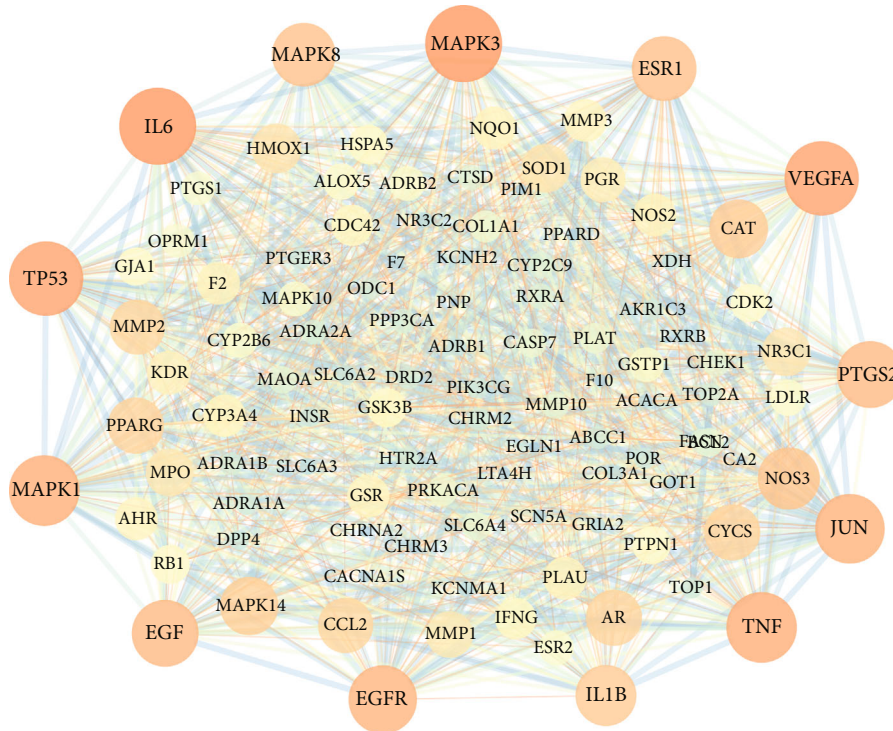 MAPK3
MAPK8
ESR1
IL6
NQO1
MMP3
HMOX1
HSPA5
SOD1
CTSD
PGR
VEGFA
PTGS1
ALOX5
ADRB2
PIM1
NOS2
CDC42
NR3C2
COL1A1
PPARD
CAT
OPRM1
PTGER3
F7
KCNH2
CYP2C9
XDH
TP53
GJA1
F2
ODC1
RXRA
MAPK10
PNP
AKR1C3
CDK2
MMP2
CYP2B6
ADRA2A
PPP3CA
ADRB1
CASP7
PLAT
RXRB
NR3C1
KDR
MAOA
SLC6A2
DRD2
PIK3CG
F10
GSTP1
CHEK1
PTGS2
PPARG
CYP3A4
INSR
GSK3B
CHRM2
MMP10
ACACA
TOP2A
LDLR
EGLN1
ABCC1
FASN
BCL2
MAPK1
MPO
ADRA1B
SLC6A3
HTR2A
LTA4H
COL3A1
POR
CA2
GOT1
NOS3
AHR
ADRA1A
GSR
PRKACA
SCN5A
GRIA2
JUN
DPP4
CHRNA2
CHRM3
SLC6A4
PTPN1
CYCS
RB1
CACNA1S
KCNMA1
PLAU
TOP1
EGF
MAPK14
CCL2
MMP1
IFNG
AR
TNF
ESR2
EGFR
IL1B